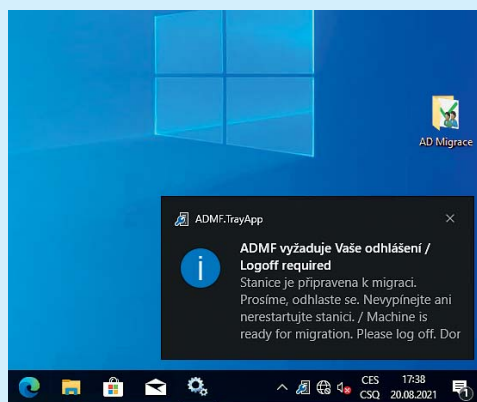 AD Migrace
ADMF.TrayApp
ADMF vyžaduje Vaše odhlášení /
Logoff required
Stanice je připravena k migraci.
Prosíme, odhlaste se. Nevypínejte ani
nerestartujte stanici. / Machine is
ready for migration. Please log off. Dor
CES 17:38
CSQ 20.08.2021
1